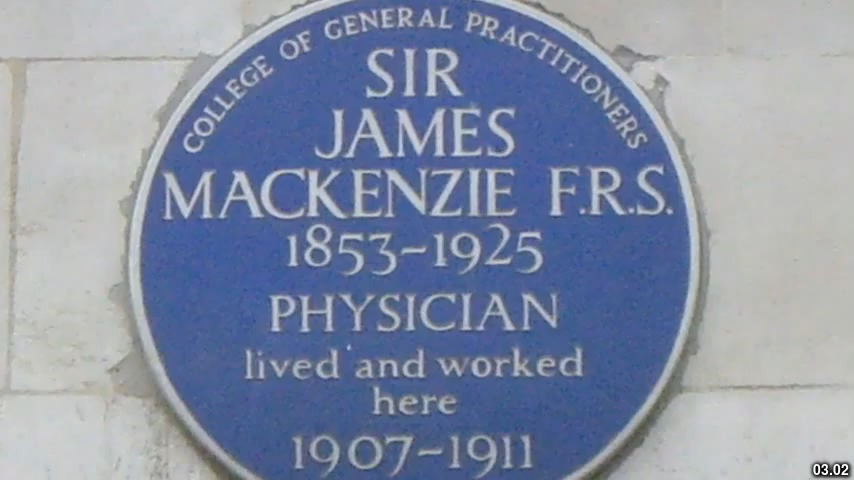 COLLEGE OF GENERAL PRACTITIONERS
SIR
JAMES
MACKENZIE F.R.S.
1853-1925
PHYSICIAN
lived and worked
here
1907-1911
03.02